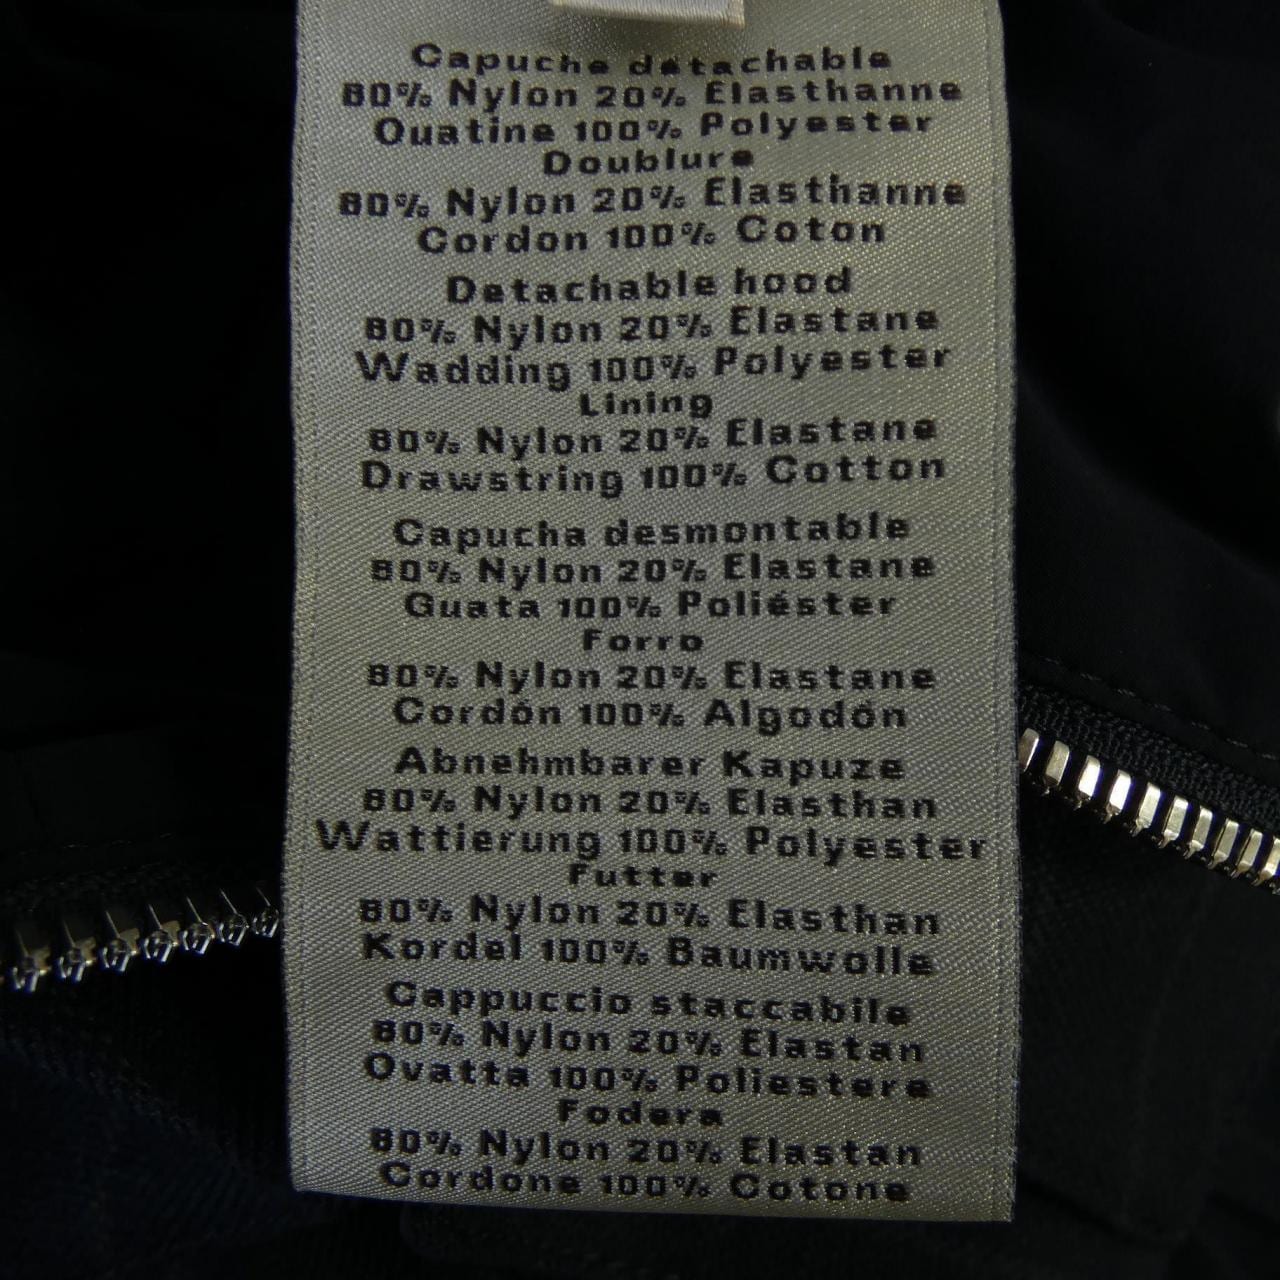 Capuche détachable
80% Nylon 20% Elasthanne
Ouatine 100% Polyester
Doublure
80% Nylon 20% Elasthanne
Cordon 100% Coton
Detachable hood
80% Nylon 20% Elastane
Wadding 100% Polyester
Lining
80% Nylon 20% Elastane
Drawstring 100% Cotton
Capucha desmontable
80% Nylon 20% Elastane
Guata 100% Poliéster
Forro
80% Nylon 20% Elastane
Cordón 100% Algodón
Abnehmbarer Kapuze
80% Nylon 20% Elasthan
Wattierung 100% Polyester
Futter
80% Nylon 20% Elasthan
Kordel 100% Baumwolle
Cappuccio staccabile
80% Nylon 20% Elastan
Ovatta 100% Poliestere
Fodera
80% Nylon 20% Elastan
Cordone 100% Cotone